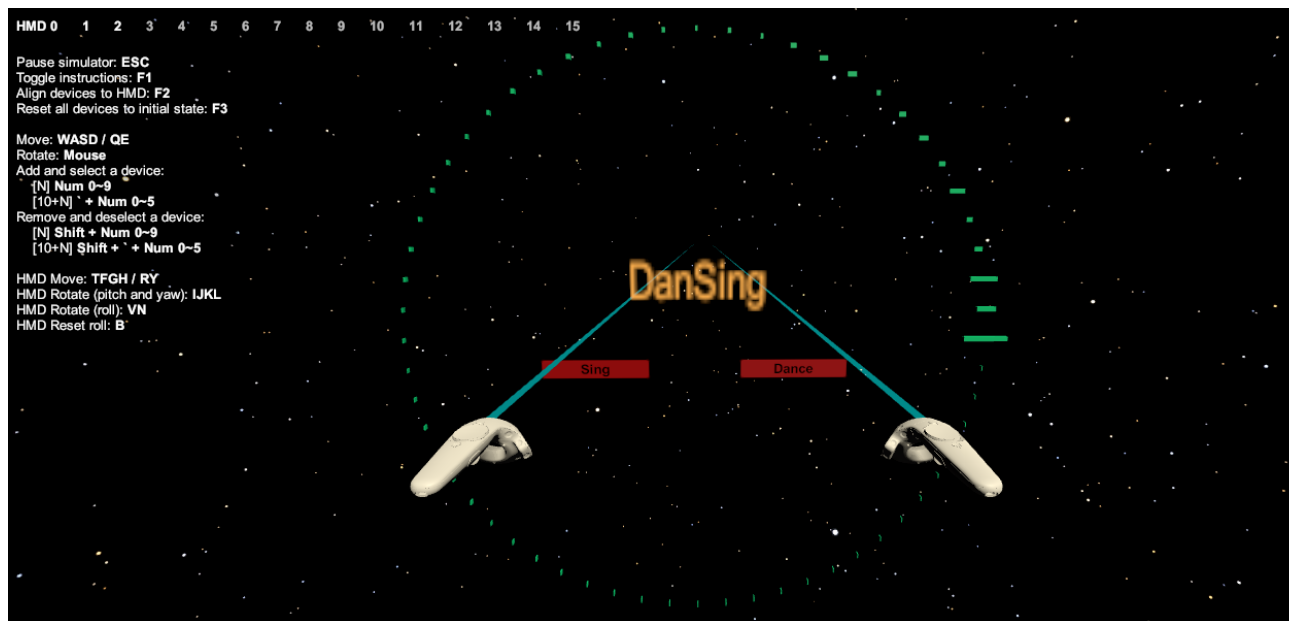 HMD 0 1 2 3 4 5 6 7 8 9 10 11 12 13 14 15
Pause simulator: ESC
Toggle instructions: F1
Align devices to HMD: F2
Reset all devices to initial state: F3
Move: WASD / QE
Rotate: Mouse
Add and select a device:
[N] Num 0~9
[10+N] ` + Num 0~5
Remove and deselect a device:
[N] Shift + Num 0~9
[10+N] Shift + ` + Num 0~5
HMD Move: TFGH / RY
HMD Rotate (pitch and yaw): IJKL
HMD Rotate (roll): VN
HMD Reset roll: B
DanSing
Sing Dance